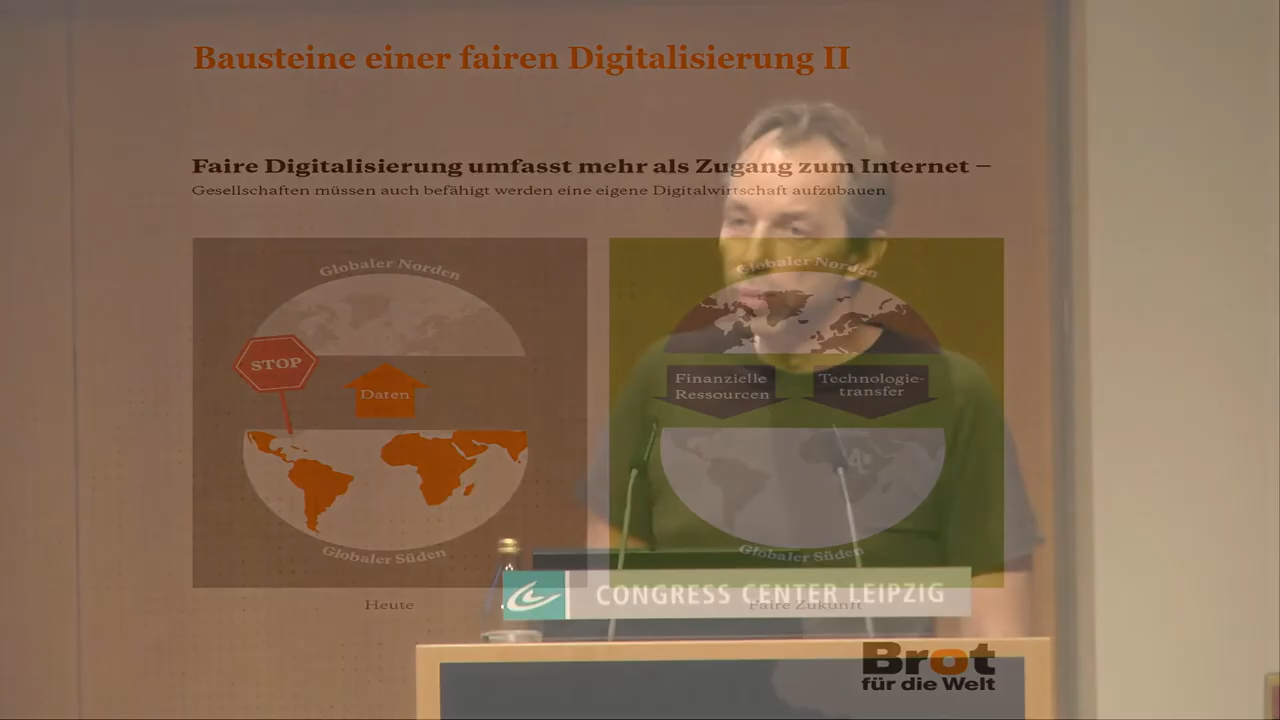 Bausteine einer fairen Digitalisierung II
Faire Digitalisierung umfasst mehr als Zugang zum Internet –
Gesellschaften müssen auch befähigt werden eine eigene Digitalwirtschaft aufzubauen
Globaler Norden
STOP
Daten
Globaler Süden
Heute
Globaler Norden
Finanzielle
Ressourcen
Technologie-
transfer
Globaler Süden
Faire Zukunft
CONGRESS CENTER LEIPZIG
Brot
für die Welt